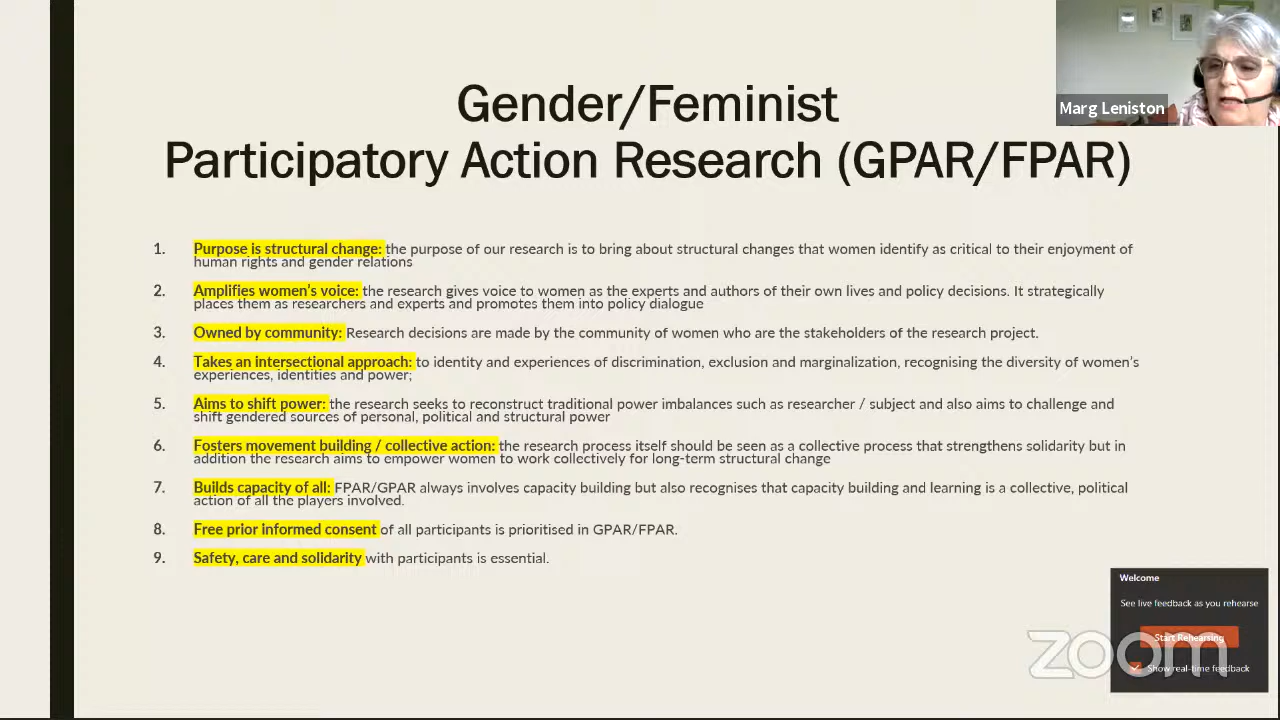 Gender/Feminist
Participatory Action Research (GPAR/FPAR)
Marg Leniston
1. Purpose is structural change: the purpose of our research is to bring about structural changes that women identify as critical to their enjoyment of
human rights and gender relations
2. Amplifies women's voice: the research gives voice to women as the experts and authors of their own lives and policy decisions. It strategically
places them as researchers and experts and promotes them into policy dialogue
3. Owned by community: Research decisions are made by the community of women who are the stakeholders of the research project.
4. Takes an intersectional approach: to identity and experiences of discrimination, exclusion and marginalization, recognising the diversity of women's
experiences, identities and power;
5. Aims to shift power: the research seeks to reconstruct traditional power imbalances such as researcher / subject and also aims to challenge and
shift gendered sources of personal, political and structural power
6. Fosters movement building / collective action: the research process itself should be seen as a collective process that strengthens solidarity but in
addition the research aims to empower women to work collectively for long-term structural change
7. Builds capacity of all: FPAR/GPAR always involves capacity building but also recognises that capacity building and learning is a collective, political
action of all the players involved.
8. Free prior informed consent of all participants is prioritised in GPAR/FPAR.
9. Safety, care and solidarity with participants is essential.
Welcome
See live feedback as you rehearse
Start Rehearsing
Show real-time feedback
zoom